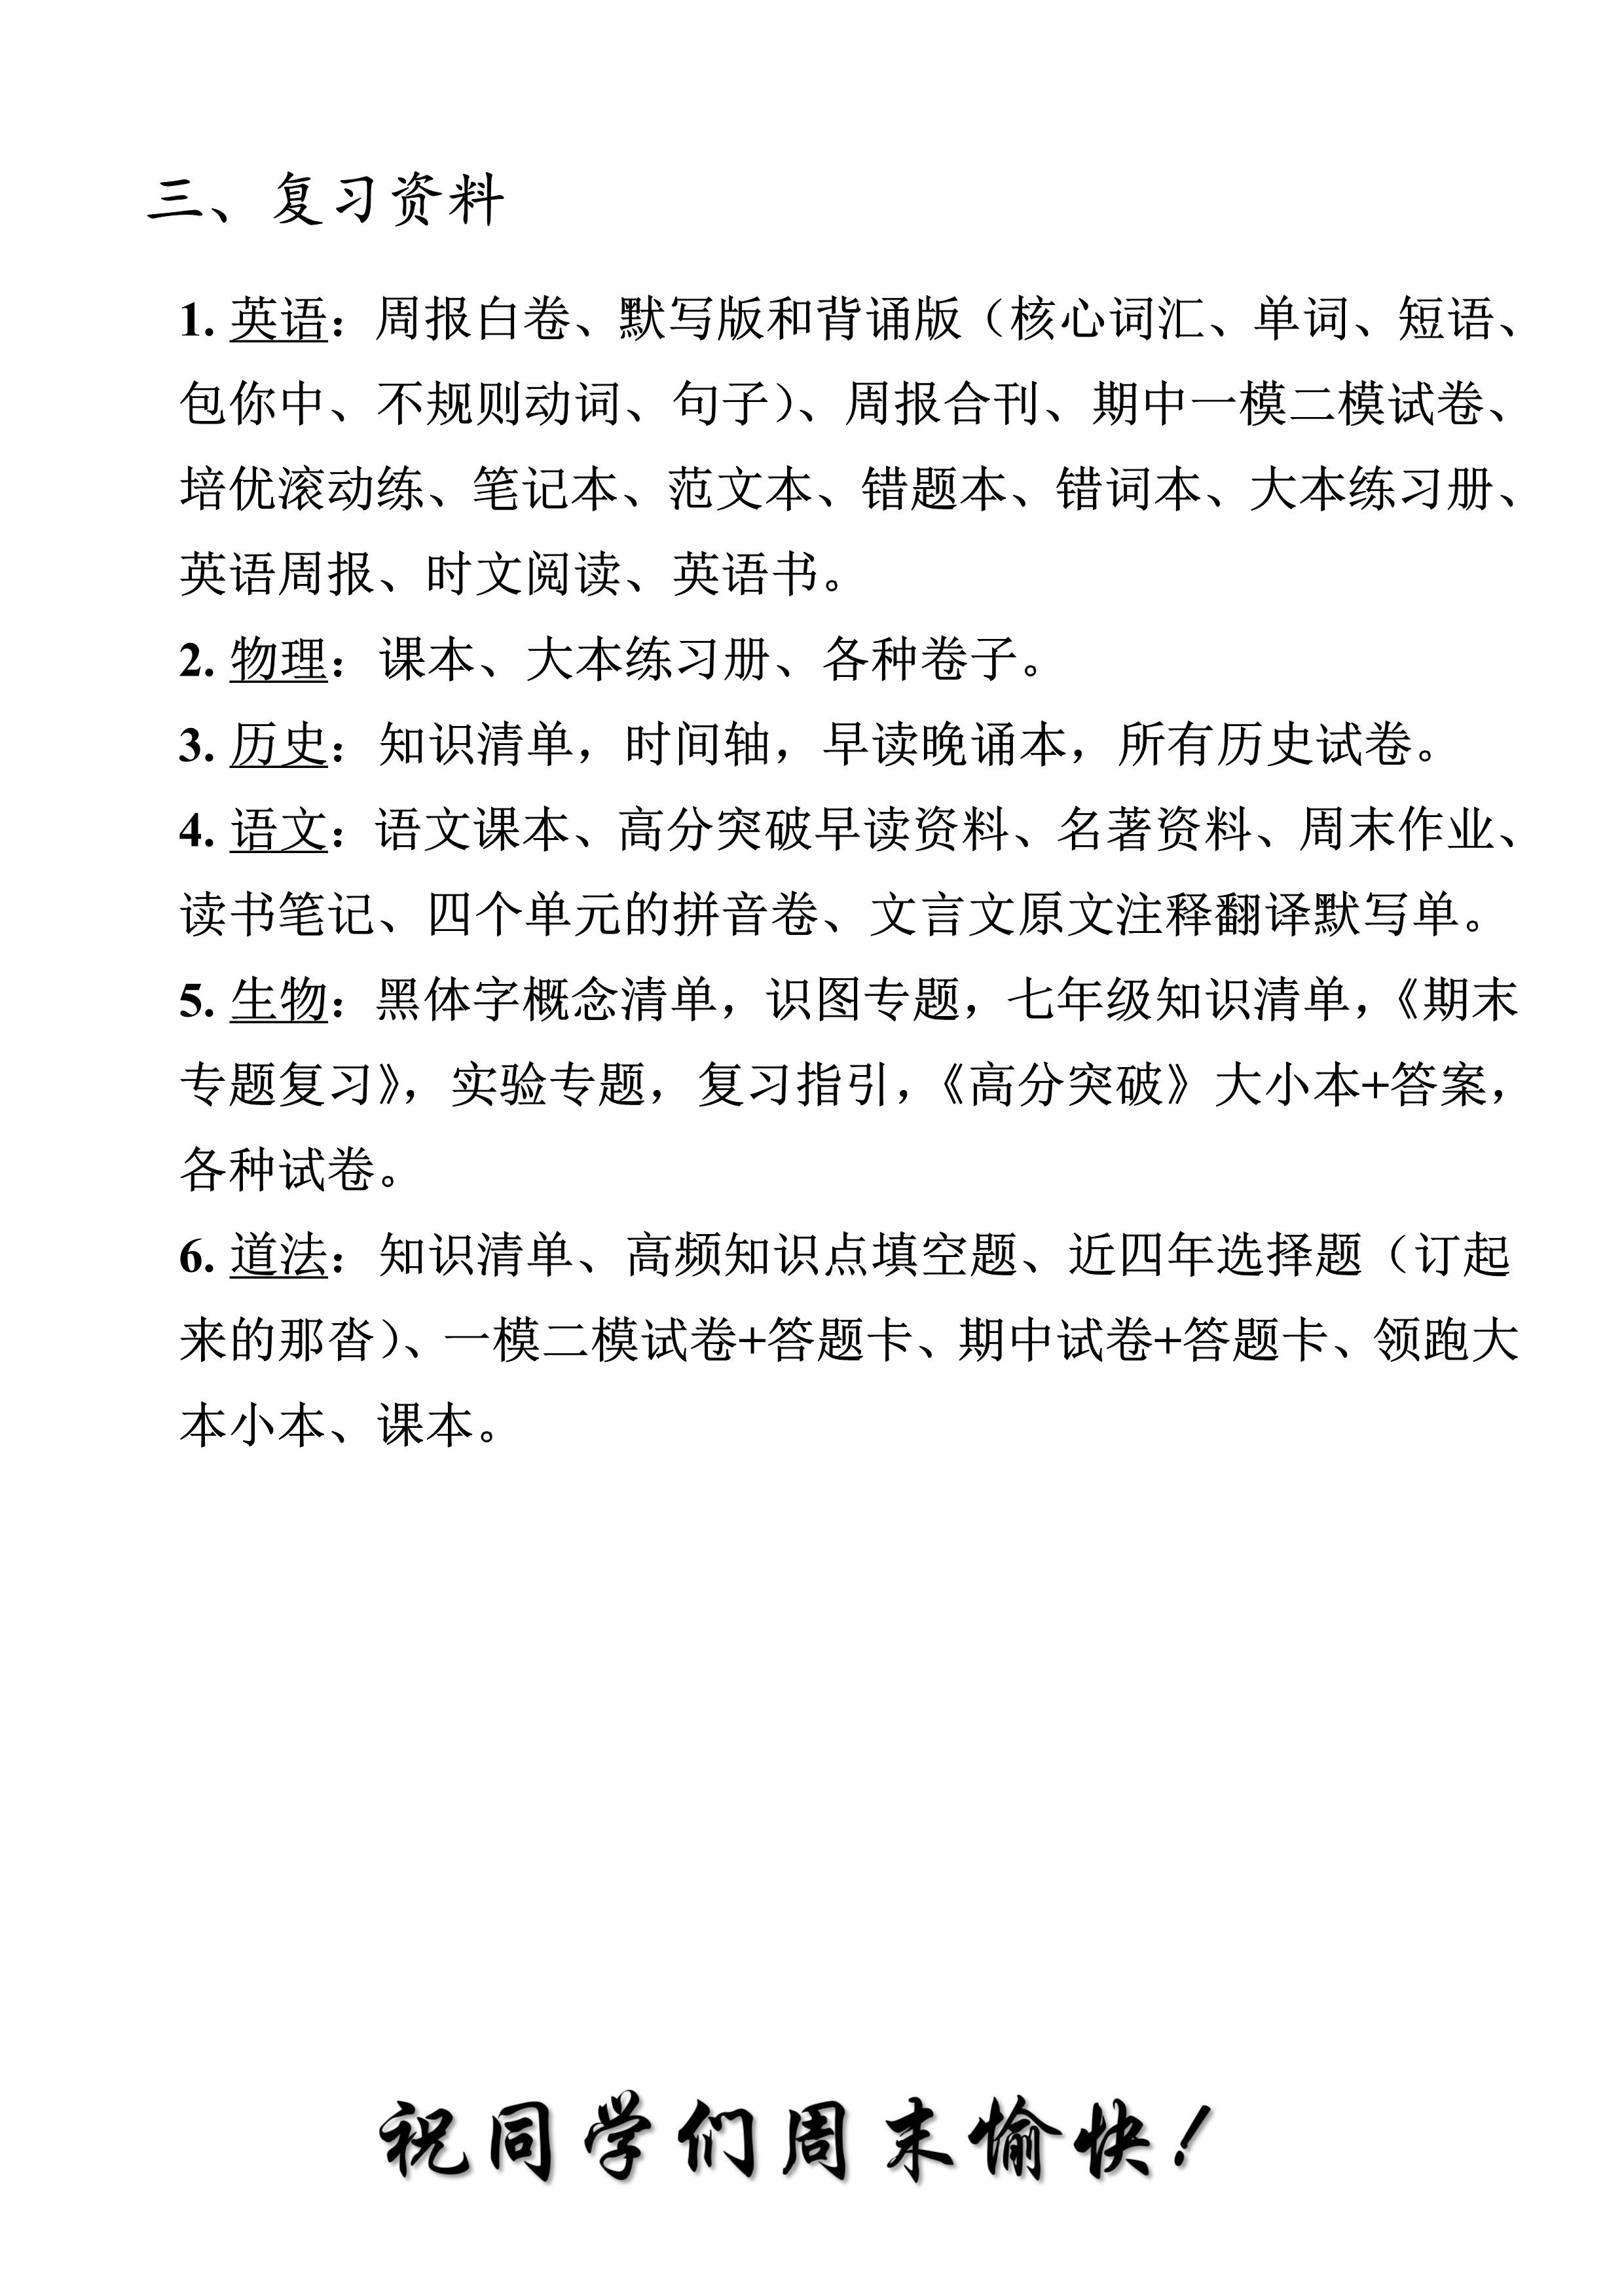 三、复习资料
1. 英语：周报白卷、默写版和背诵版（核心词汇、单词、短语、
包你中、不规则动词、句子）、周报合刊、期中一模二模试卷、
培优滚动练、笔记本、范文本、错题本、错词本、大本练习册、
英语周报、时文阅读、英语书。
2. 物理：课本、大本练习册、各种卷子。
3. 历史：知识清单，时间轴，早读晚诵本，所有历史试卷。
4. 语文：语文课本、高分突破早读资料、名著资料、周末作业、
读书笔记、四个单元的拼音卷、文言文原文注释翻译默写单。
5. 生物：黑体字概念清单，识图专题，七年级知识清单，《期末
专题复习》，实验专题，复习指引，《高分突破》大小本+答案，
各种试卷。
6. 道法：知识清单、高频知识点填空题、近四年选择题（订起
来的那沓）、一模二模试卷+答题卡、期中试卷+答题卡、领跑大
本小本、课本。
祝同学们周末愉快！